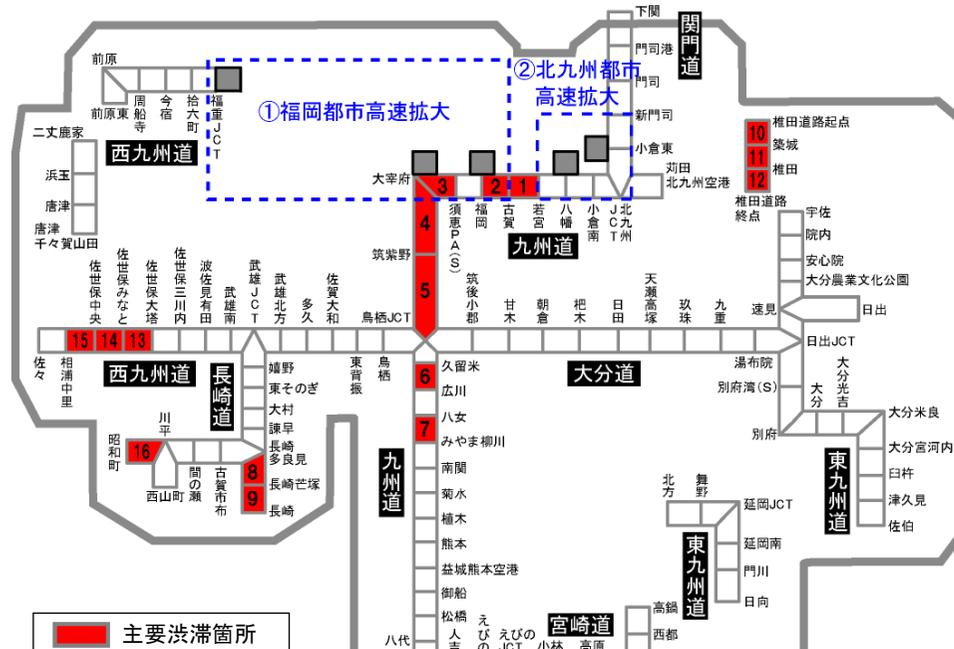 下関
関門道
門司港
門司
新門司
小倉東
苅田
北九州空港
②北九州都市
高速拡大
①福岡都市高速拡大
前原
前原東
周船寺
今宿
拾六町
福重JCT
西九州道
二丈鹿家
浜玉
唐津
唐津
千々賀山田
大宰府
3
2
1
須恵PA(S)
福岡
古賀
若宮
八幡
小倉南
北九州
JCT
九州道
4
筑紫野
5
10
椎田道路起点
築城
11
椎田
12
椎田道路
終点
宇佐
院内
安心院
大分農業文化公園
速見
日出
日出JCT
佐世保中央
佐世保みなと
佐世保大塔
佐世保三川内
波佐見有田
武雄南
武雄JCT
武雄北方
多久
佐賀大和
鳥栖JCT
筑後小郡
甘木
朝倉
杷木
日田
天瀬高塚
玖珠
九重
15
14
13
佐々
相浦中里
西九州道
長崎道
東背振
鳥栖
大分道
湯布院
別府湾(S)
別府
大分
大分光吉
大分米良
大分宮河内
臼杵
津久見
佐伯
東九州道
嬉野
東そのぎ
大村
諫早
長崎
多良見
8
長崎芒塚
9
長崎
昭和町
16
川平
西山町
間の瀬
古賀市布
6
久留米
広川
八女
7
みやま柳川
南関
菊水
植木
熊本
益城熊本空港
御船
松橋
八代
九州道
人吉
えびの
えびの
JCT
小林
高原
宮崎道
高鍋
西都
北方
舞野
延岡JCT
延岡南
門川
日向
東九州道
主要渋滞箇所